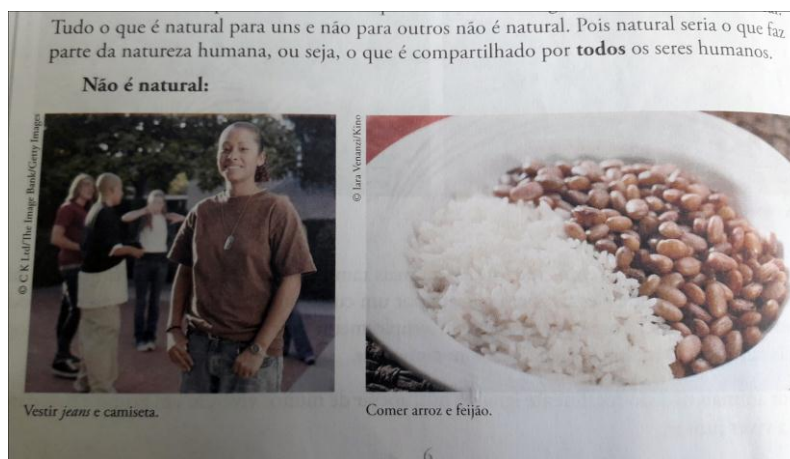 Tudo o que é natural para uns e não para outros não é natural. Pois natural seria o que faz
parte da natureza humana, ou seja, o que é compartilhado por todos os seres humanos.
Não é natural:
© C K Ltd/The Image Bank/Getty Images
© Iara Venanzi/Kino
Vestir jeans e camiseta.
Comer arroz e feijão.
6